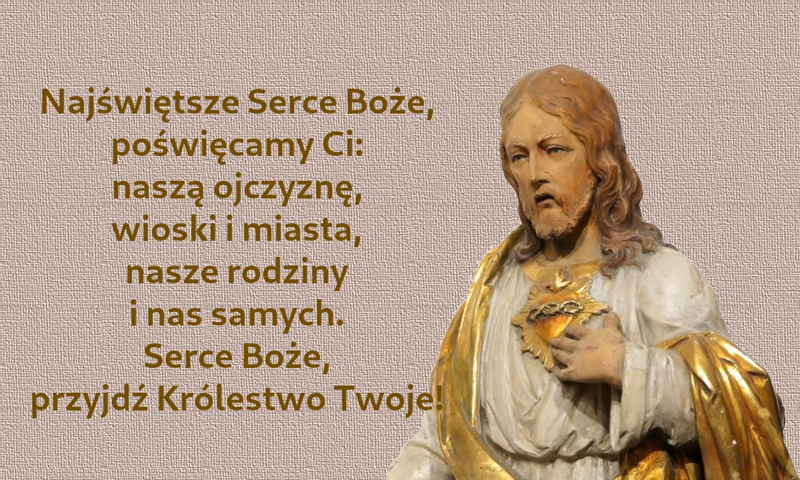 Najświętsze Serce Boże,
poświęcamy Ci:
naszą ojczyznę,
wioski i miasta,
nasze rodziny
i nas samych.
Serce Boże,
przyjdź Królestwo Twoje!